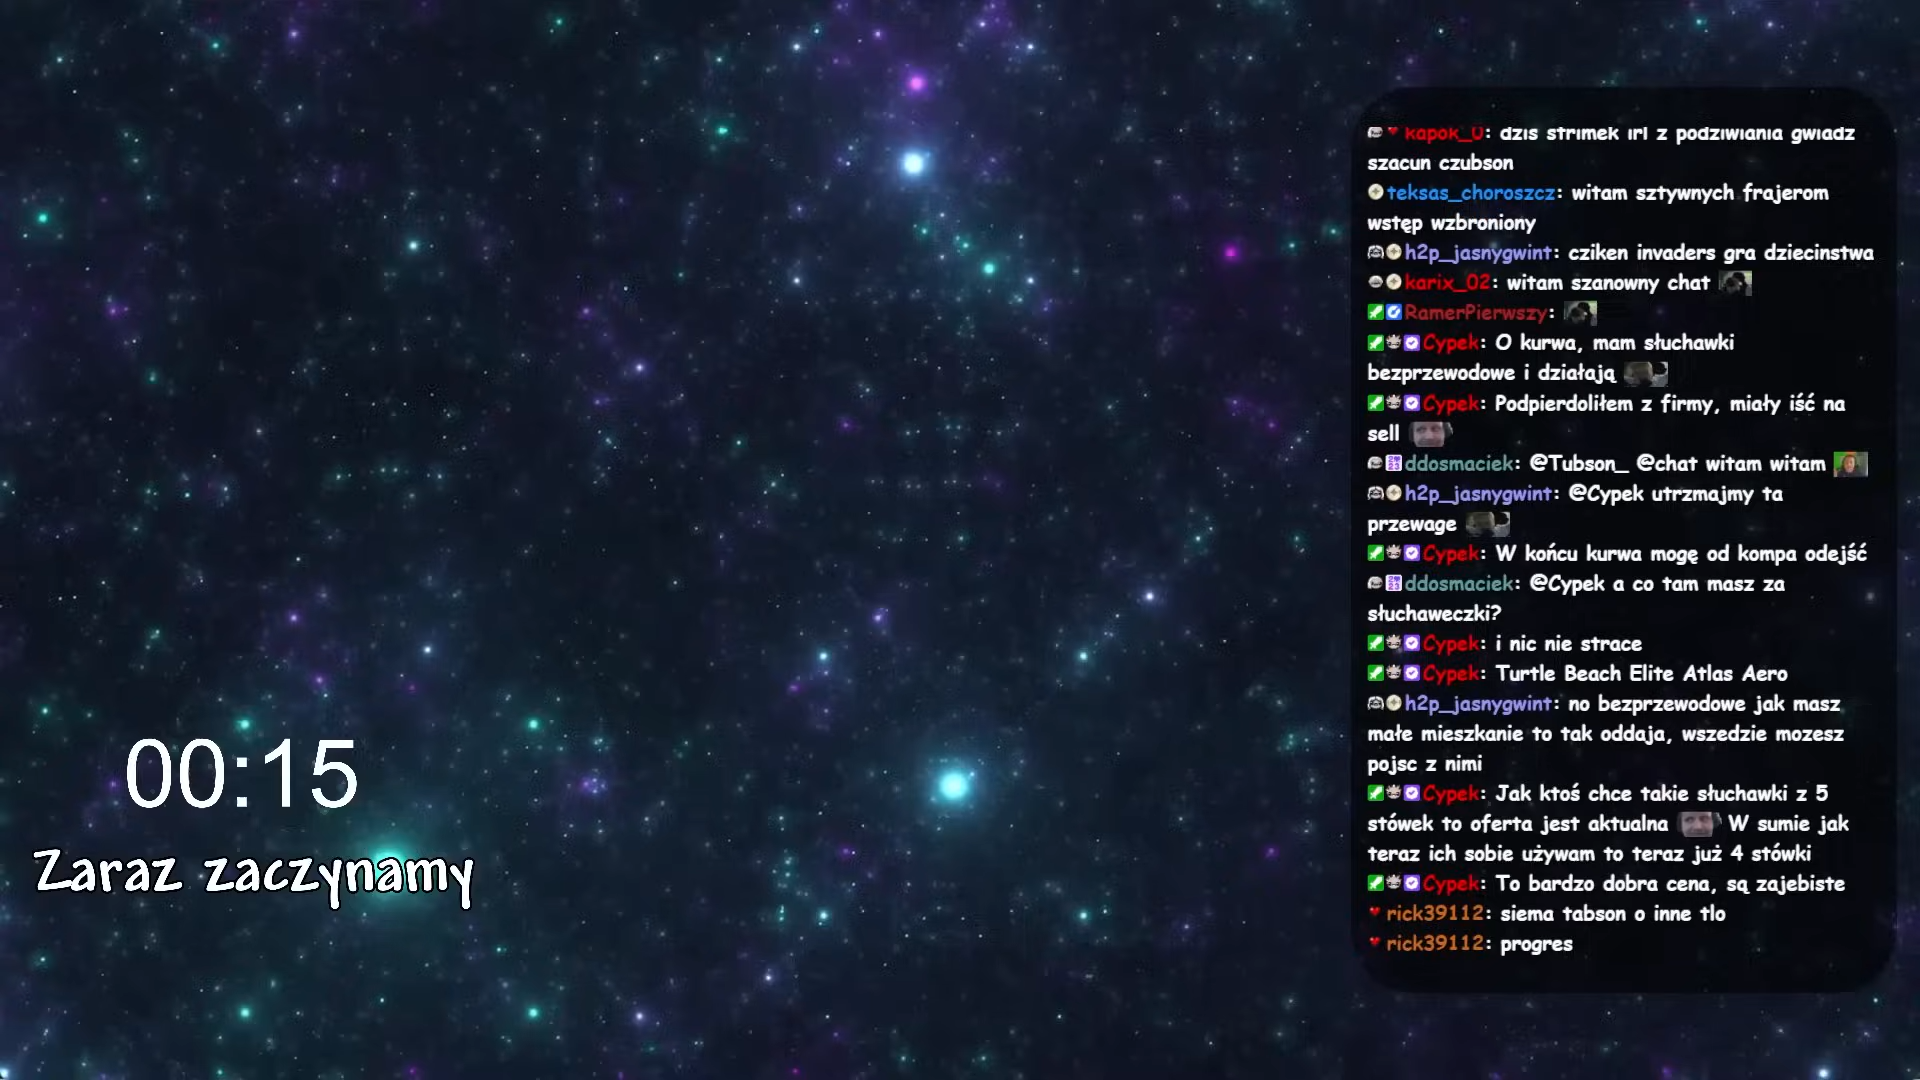 kapok_0: dzis strimek irl z podziwiania gwiadz
szacun czubson
teksas_choroszcz: witam sztywnych frajerom
wstęp wzbroniony
h2p_jasnygwint: cziken invaders gra dziecinstwa
karix_02: witam szanowny chat
RamerPierwszy:
Cypek: O kurwa, mam słuchawki
bezprzewodowe i działają
Cypek: Podpierdoliłem z firmy, miały iść na
sell
ddosmaciek: @Tubson_ @chat witam witam
h2p_jasnygwint: @Cypek utrzmajmy ta
przewage
Cypek: W końcu kurwa mogę od kompa odejść
ddosmaciek: @Cypek a co tam masz za
słuchaweczki?
Cypek: i nic nie strace
Cypek: Turtle Beach Elite Atlas Aero
h2p_jasnygwint: no bezprzewodowe jak masz
małe mieszkanie to tak oddaja, wszedzie mozesz
pojsc z nimi
Cypek: Jak ktoś chce takie słuchawki z 5
stówek to oferta jest aktualna W sumie jak
teraz ich sobie używam to teraz już 4 stówki
Cypek: To bardzo dobra cena, są zajebiste
rick39112: siema tabson o inne tlo
rick39112: progres
00:15
Zaraz zaczynamy